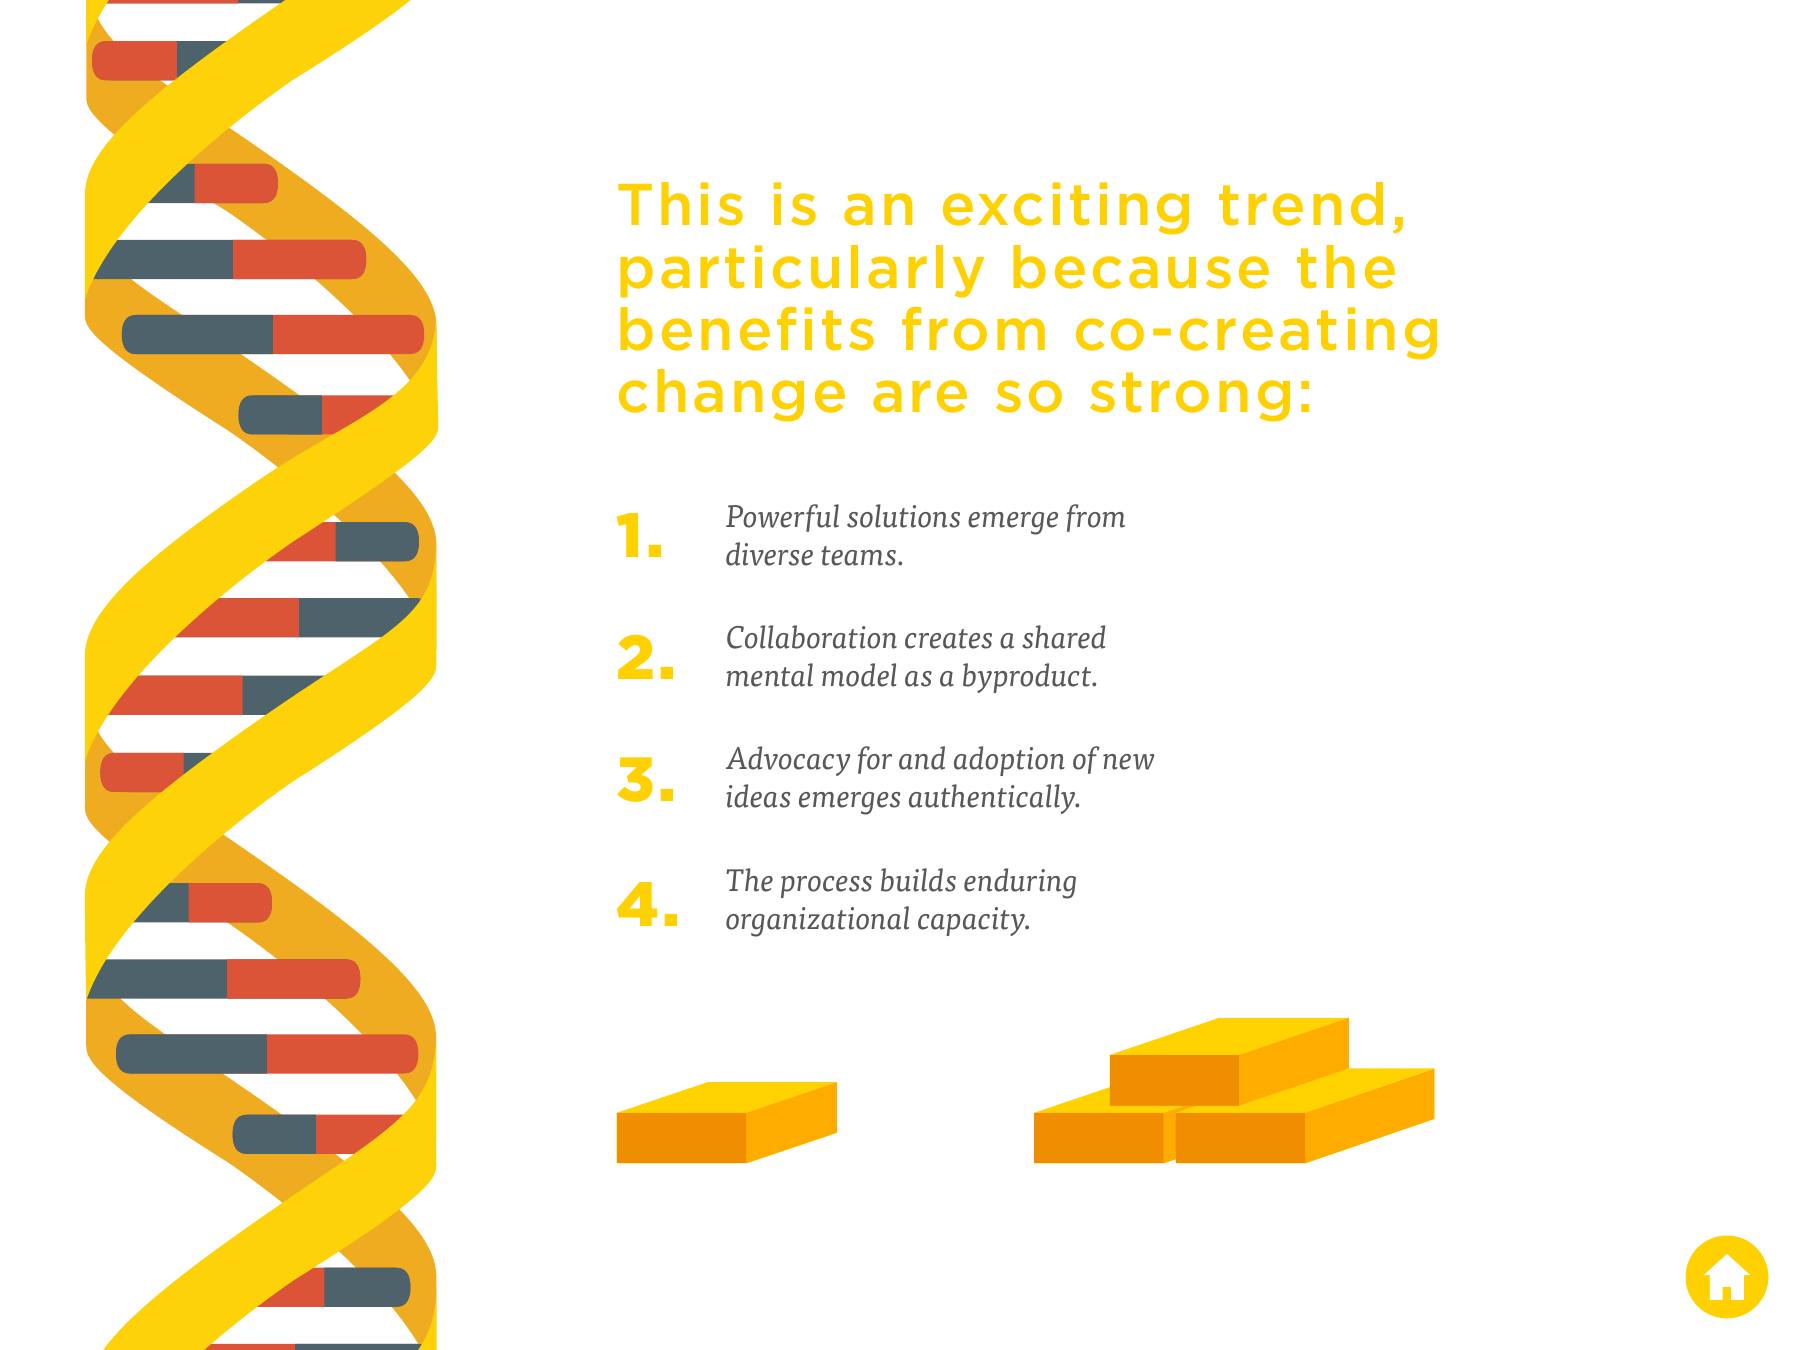 This is an exciting trend,
particularly because the
benefits from co-creating
change are so strong:
1. Powerful solutions emerge from
diverse teams.
2. Collaboration creates a shared
mental model as a byproduct.
3. Advocacy for and adoption of new
ideas emerges authentically.
4. The process builds enduring
organizational capacity.